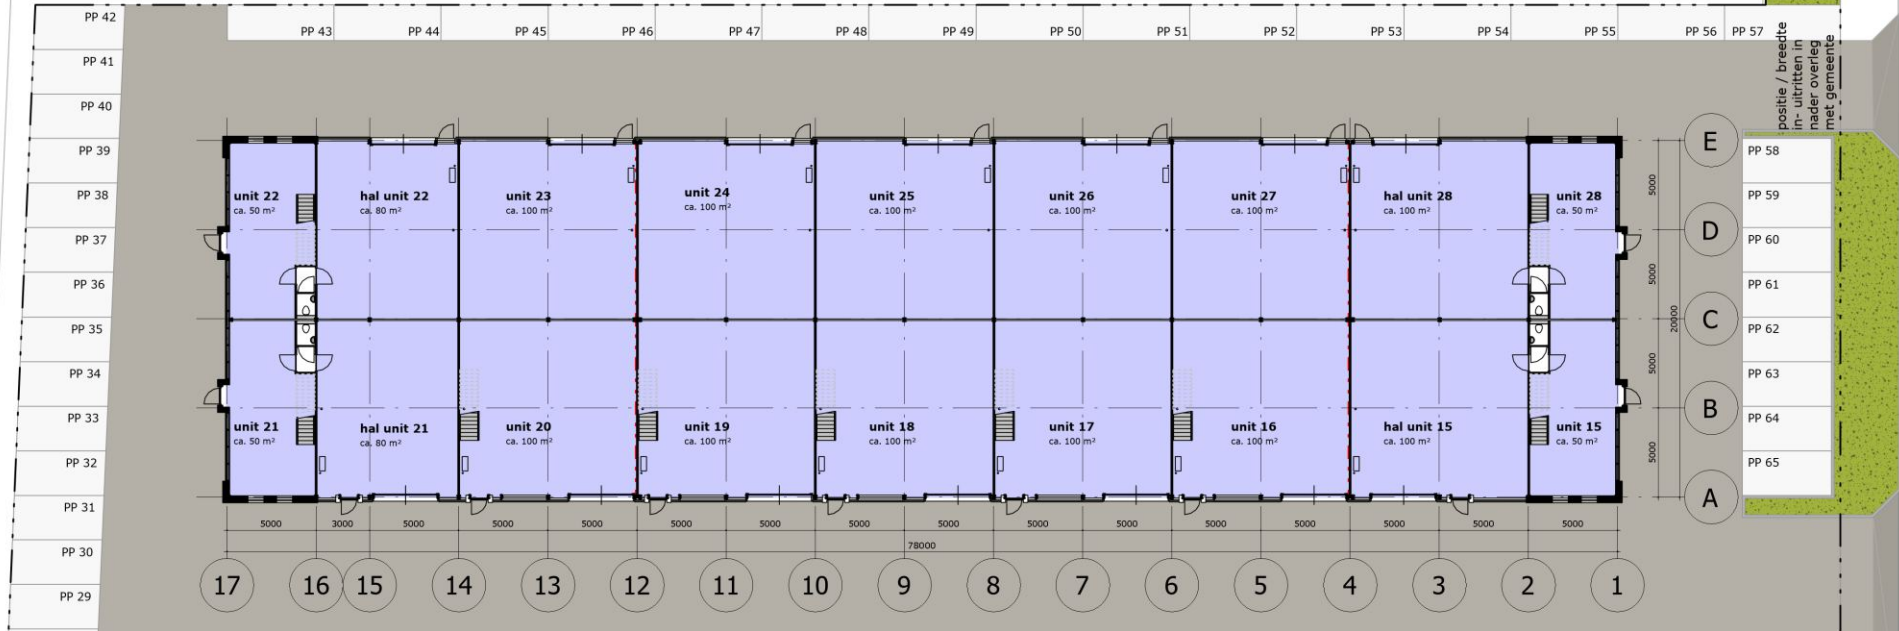 PP 42
PP 41
PP 40
PP 39
PP 38
PP 37
PP 36
PP 35
PP 34
PP 33
PP 32
PP 31
PP 30
PP 29
PP 43
PP 44
PP 45
PP 46
PP 47
PP 48
PP 49
PP 50
PP 51
PP 52
PP 53
PP 54
PP 55
PP 56
PP 57
positie / breedte
in- uitritten in
nader overleg
met gemeente
unit 22
ca. 50 m²
hal unit 22
ca. 80 m²
unit 23
ca. 100 m²
unit 24
ca. 100 m²
unit 25
ca. 100 m²
unit 26
ca. 100 m²
unit 27
ca. 100 m²
hal unit 28
ca. 100 m²
unit 28
ca. 50 m²
unit 21
ca. 50 m²
hal unit 21
ca. 80 m²
unit 20
ca. 100 m²
unit 19
ca. 100 m²
unit 18
ca. 100 m²
unit 17
ca. 100 m²
unit 16
ca. 100 m²
hal unit 15
ca. 100 m²
unit 15
ca. 50 m²
5000
5000
5000
5000
20000
E
D
C
B
A
PP 58
PP 59
PP 60
PP 61
PP 62
PP 63
PP 64
PP 65
5000
3000
5000
5000
5000
5000
5000
5000
5000
5000
5000
5000
5000
5000
5000
5000
78000
17
16
15
14
13
12
11
10
9
8
7
6
5
4
3
2
1